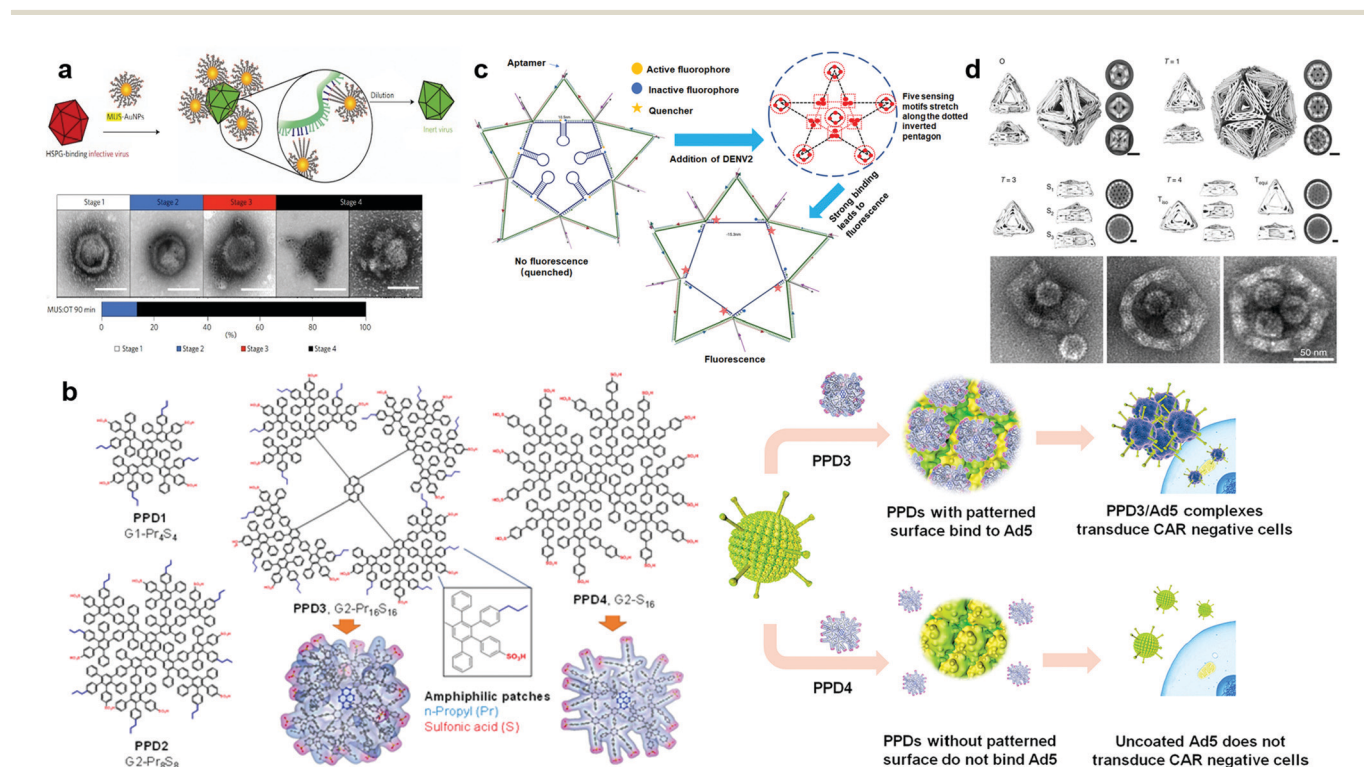 a
MUS-AuNPs
HSPG-binding infective virus
Dilution
Inert virus
Stage 1
Stage 2
Stage 3
Stage 4
MUS:OT 90 min
0
20
40
60
80
100
(%)
Stage 1
Stage 2
Stage 3
Stage 4
c
Aptamer
Active fluorophore
Inactive fluorophore
Quencher
No fluorescence
(quenched)
Addition of DENV2
Five sensing
motifs stretch
along the dotted
inverted
pentagon
Strong binding
leads to
fluorescence
Fluorescence
d
O
T = 1
T = 3
S1
S2
S3
T = 4
Tiso
Tequi
50 nm
b
PPD1
G1-Pr4S4
PPD2
G2-Pr8S8
PPD3, G2-Pr16S16
PPD4, G2-S16
SO3H
Amphiphilic patches
n-Propyl (Pr)
Sulfonic acid (S)
PPD3
PPDs with patterned
surface bind to Ad5
PPD3/Ad5 complexes
transduce CAR negative cells
PPD4
PPDs without patterned
surface do not bind Ad5
Uncoated Ad5 does not
transduce CAR negative cells